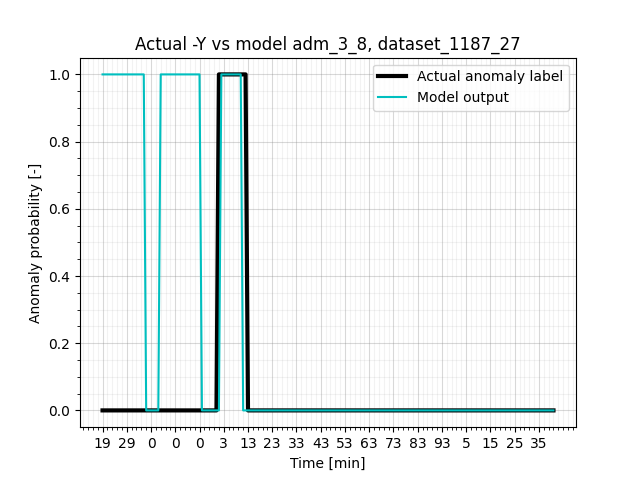 Actual -Y vs model adm_3_8, dataset_1187_27
Actual anomaly label
Model output
Anomaly probability [-]
1.0
0.8
0.6
0.4
0.2
0.0
19 29 0 0 0 3 13 23 33 43 53 63 73 83 93 5 15 25 35
Time [min]